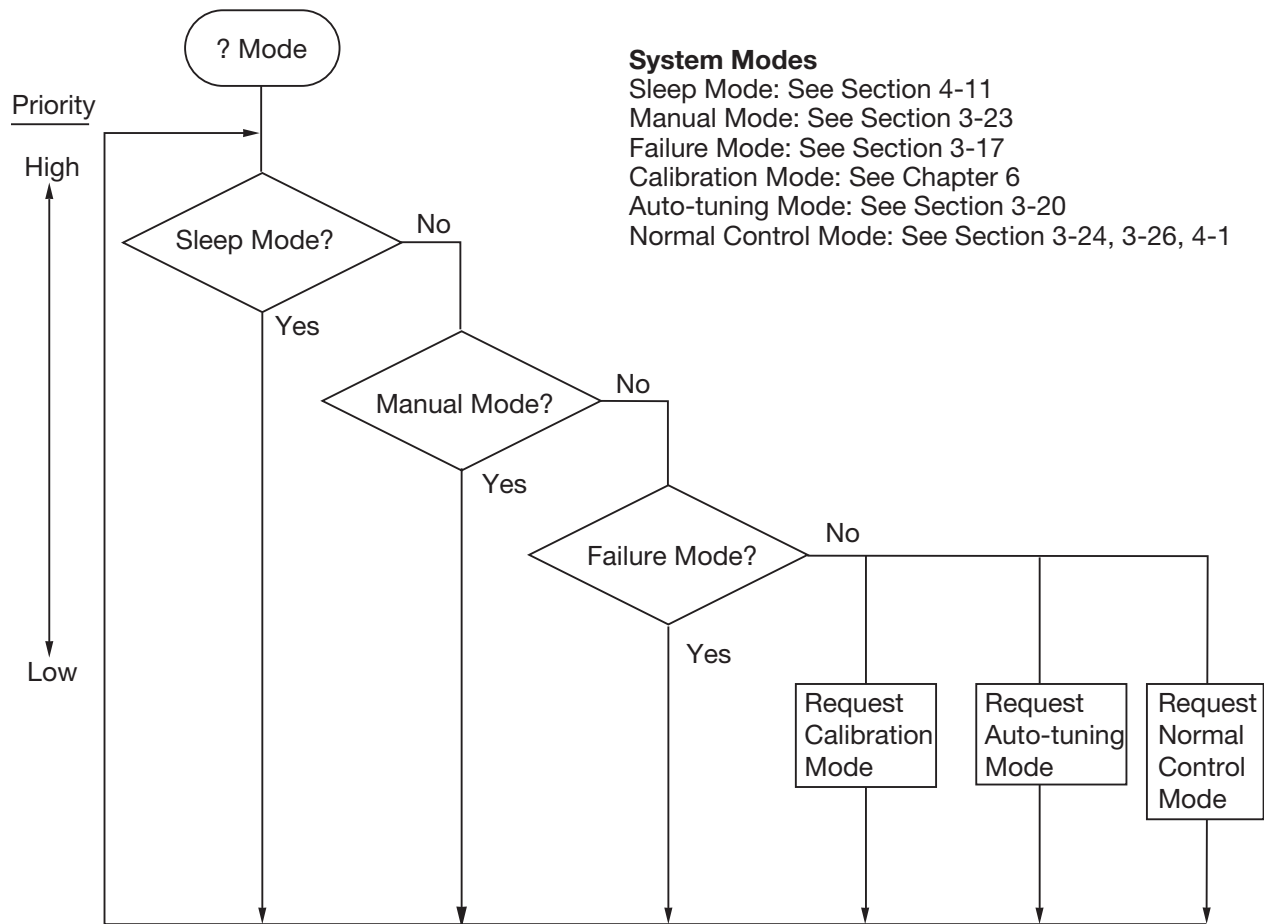 ? Mode
System Modes
Sleep Mode: See Section 4-11
Manual Mode: See Section 3-23
Failure Mode: See Section 3-17
Calibration Mode: See Chapter 6
Auto-tuning Mode: See Section 3-20
Normal Control Mode: See Section 3-24, 3-26, 4-1
Priority
High
Low
Sleep Mode?
No
Yes
Manual Mode?
No
Yes
Failure Mode?
No
Yes
Request
Calibration
Mode
Request
Auto-tuning
Mode
Request
Normal
Control
Mode